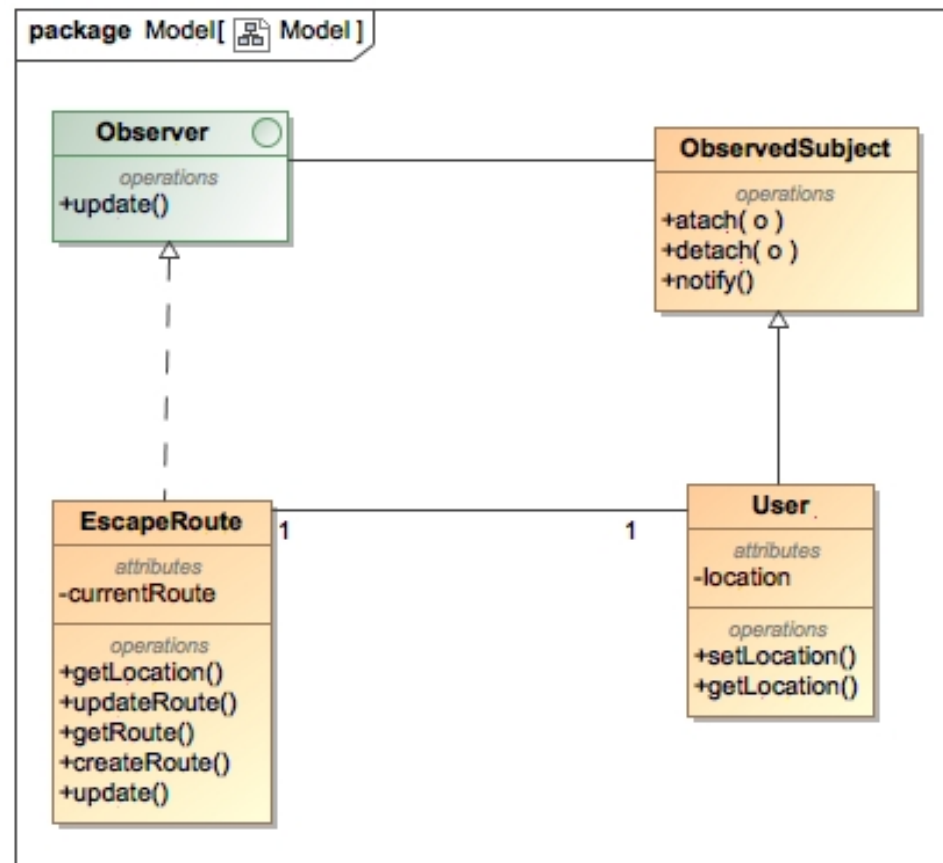 package Model[ Model ]
Observer
operations
+update()
ObservedSubject
operations
+atach( o )
+detach( o )
+notify()
EscapeRoute
attributes
-currentRoute
operations
+getLocation()
+updateRoute()
+getRoute()
+createRoute()
+update()
1
1
User
attributes
-location
operations
+setLocation()
+getLocation()